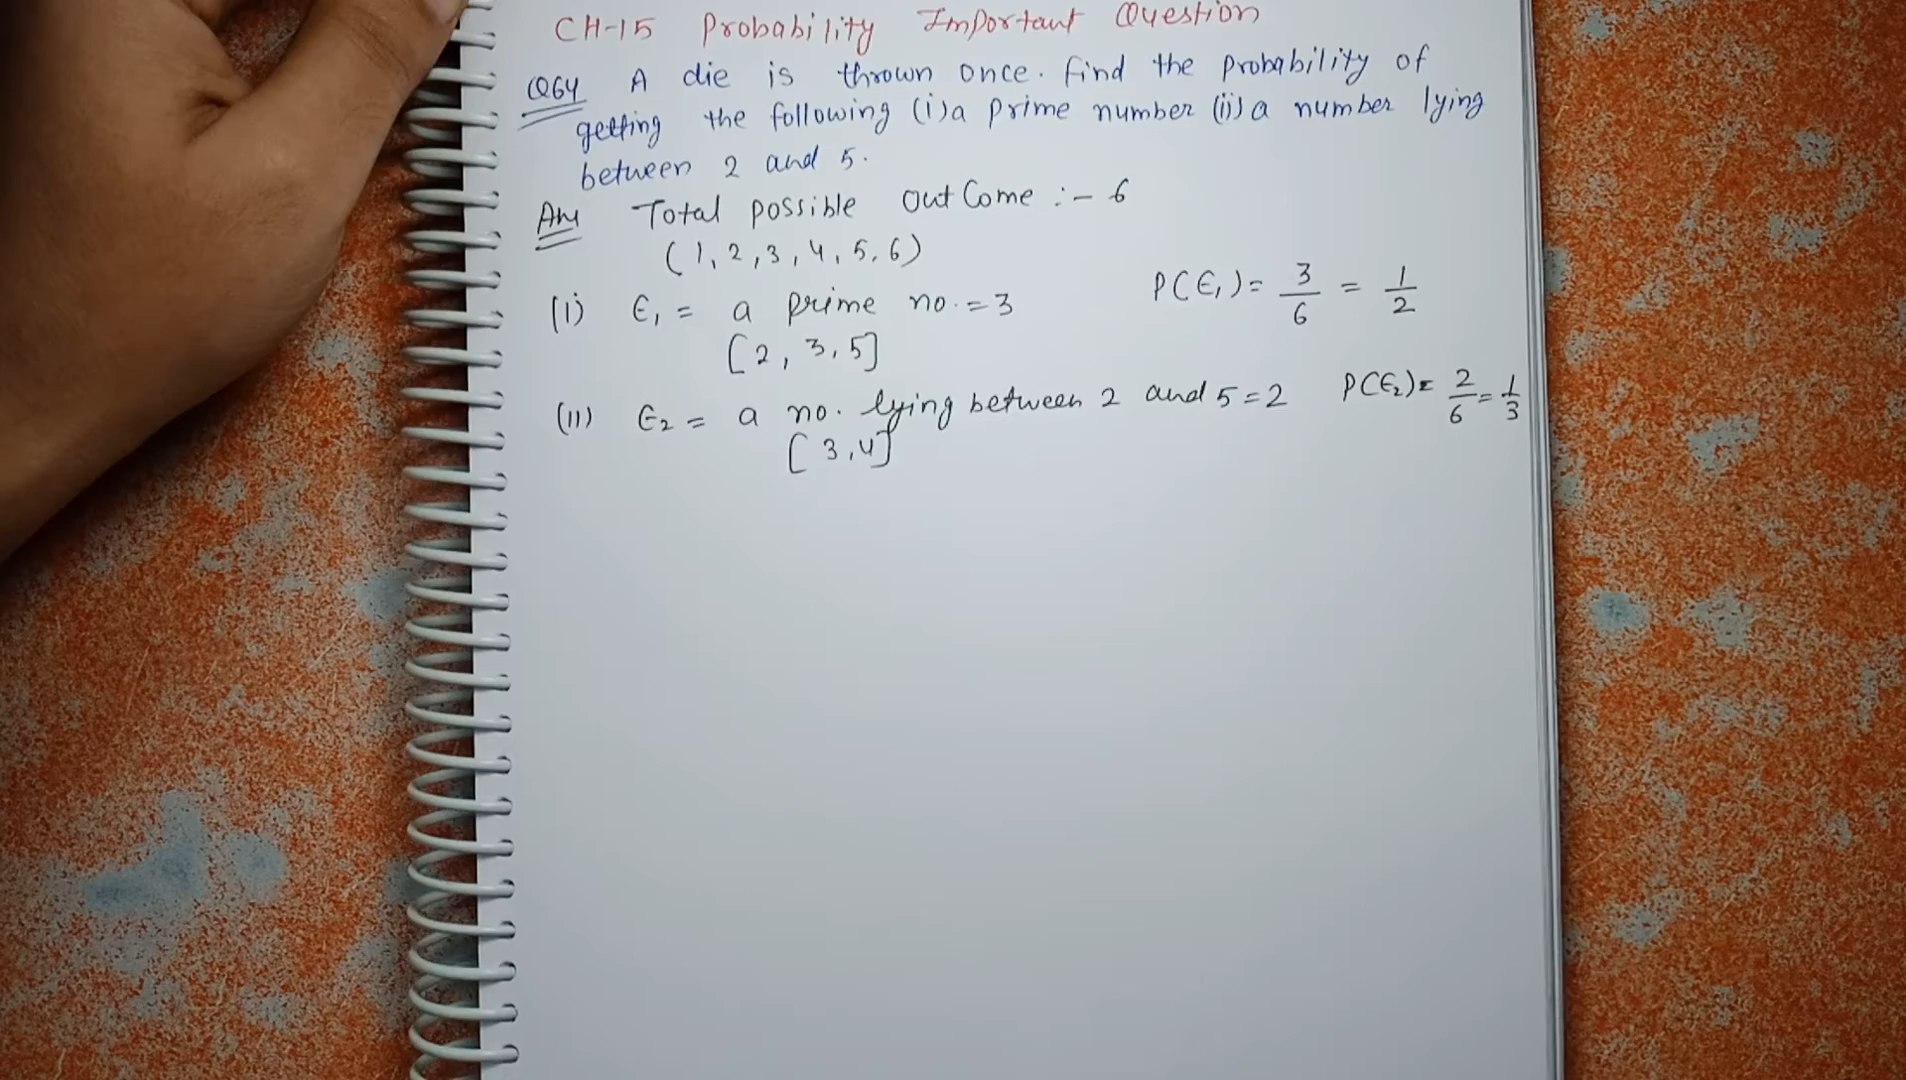 CH-15 Probability Important Question
Q64 A die is thrown once. find the probability of
getting the following (i) a prime number (ii) a number lying
between 2 and 5.
Ans Total possible outCome :- 6
(1, 2, 3, 4, 5, 6)
(i) E₁ = a prime no. = 3 P(E₁) = 3/6 = 1/2
[2, 3, 5]
(ii) E₂ = a no. lying between 2 and 5 = 2 P(E₂) = 2/6 = 1/3
[3, 4]